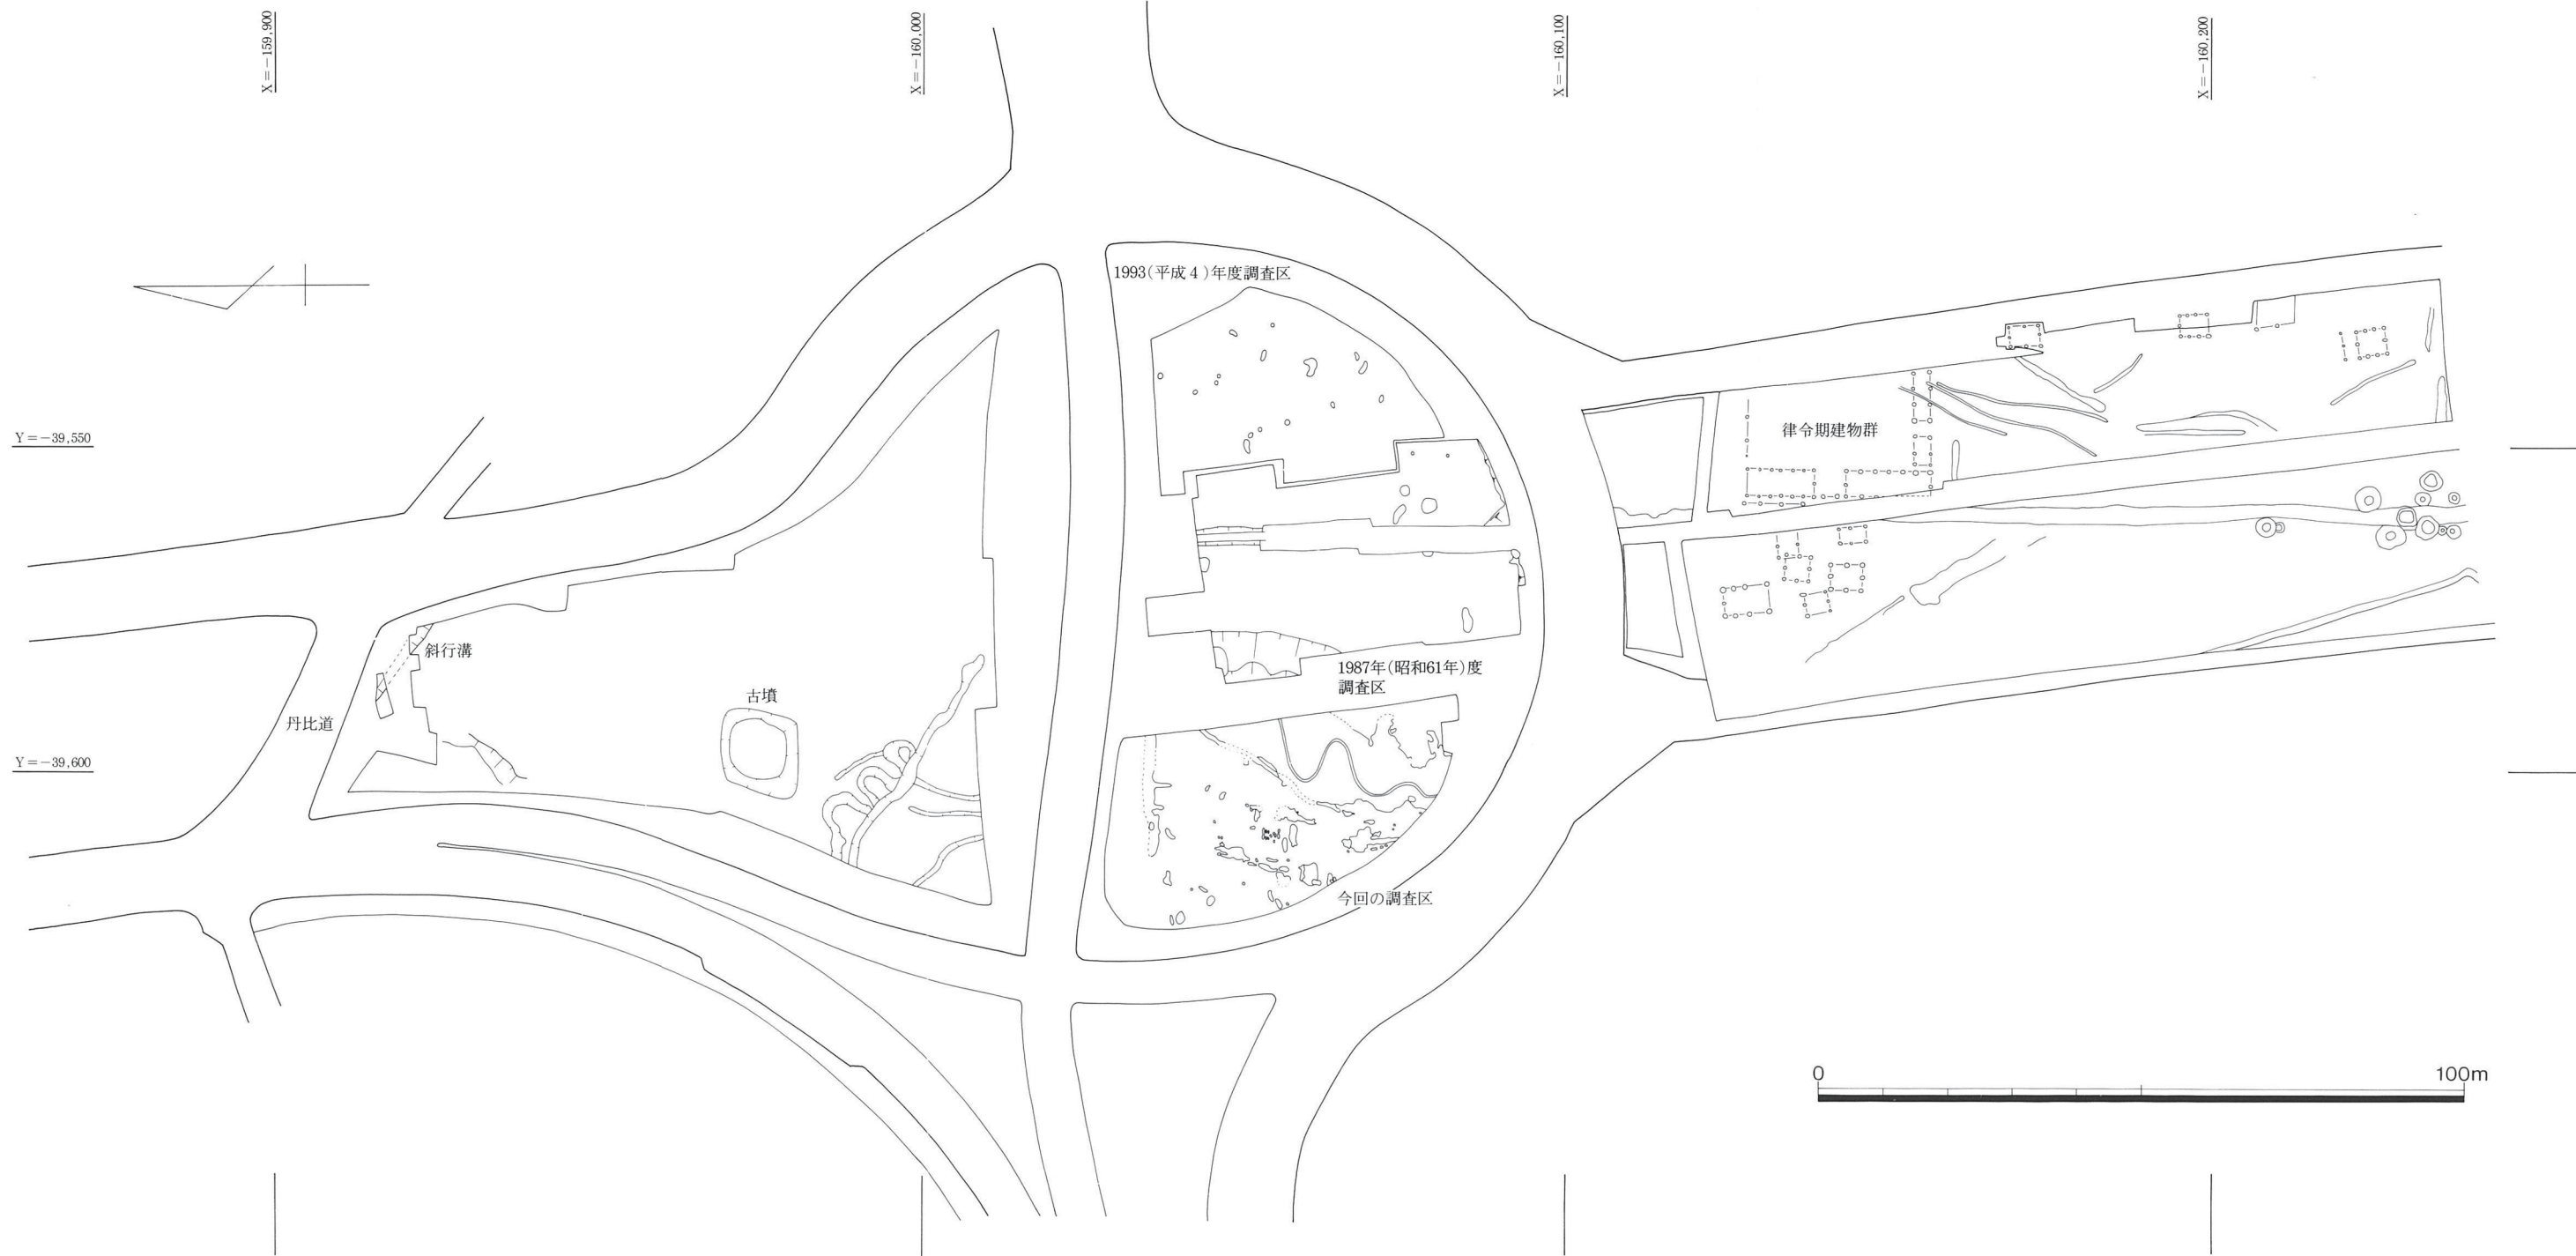 X=-159,900
X=-160,000
X=-160,100
X=-160,200
1993(平成4)年度調査区
Y=-39,550
律令期建物群
斜行溝
1987年(昭和61年)度
調査区
古墳
丹比道
Y=-39,600
今回の調査区
0
100m